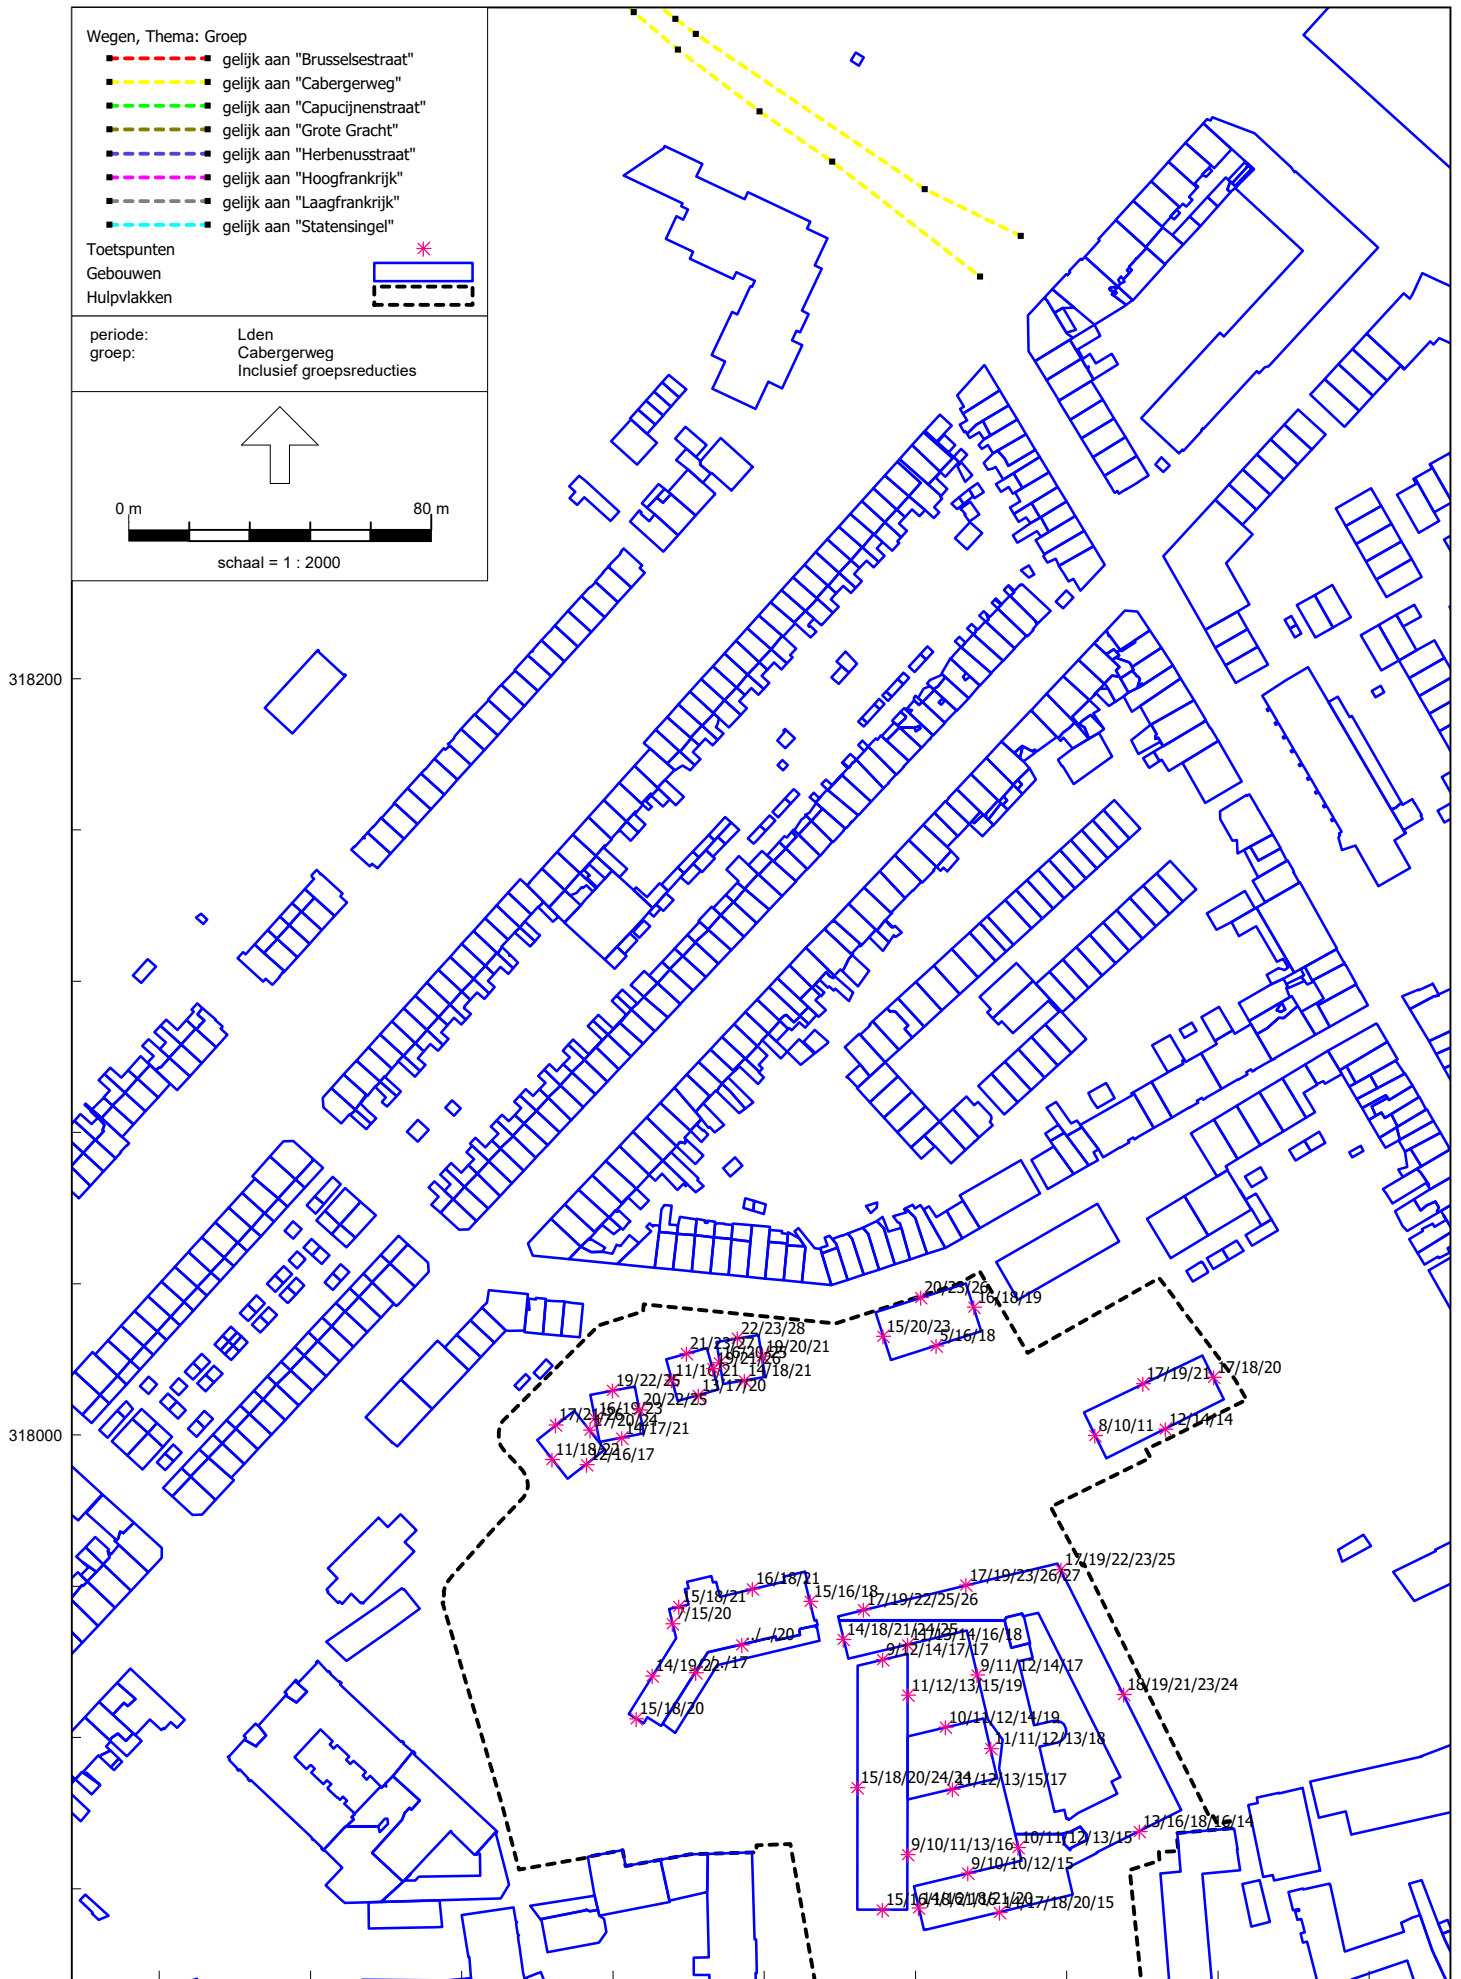 Wegen, Thema: Groep
gelijk aan "Brusselsestraat"
gelijk aan "Cabergerweg"
gelijk aan "Capucijnenstraat"
gelijk aan "Grote Gracht"
gelijk aan "Herbenusstraat"
gelijk aan "Hoogfrankrijk"
gelijk aan "Laagfrankrijk"
gelijk aan "Statensingel"
Toetspunten
Gebouwen
Hulpvlakken
periode: Lden
groep: Cabergerweg
Inclusief groepsreducties
0 m 80 m
schaal = 1 : 2000
318200
318000
20/23/26
16/18/19
15/20/23
5/16/18
22/23/28
19/20/21
14/18/21
13/17/20
19/22/25
20/22/25
16/19/23
17/20/24
14/17/21
11/18/22
12/16/17
17/19/21
17/18/20
8/10/11
12/14/14
16/18/21
15/16/18
15/18/21
7/15/20
14/19/22
15/18/20
17/19/22/23/25
17/19/23/26/27
17/19/22/25/26
14/18/21/24/25
9/12/14/17/17
9/11/12/14/17
11/12/13/15/19
18/19/21/23/24
10/11/12/14/19
11/11/12/13/18
15/18/20/24/24
11/12/13/15/17
13/16/18/16/14
10/11/12/13/15
9/10/11/13/16
9/10/10/12/15
14/17/18/20/15